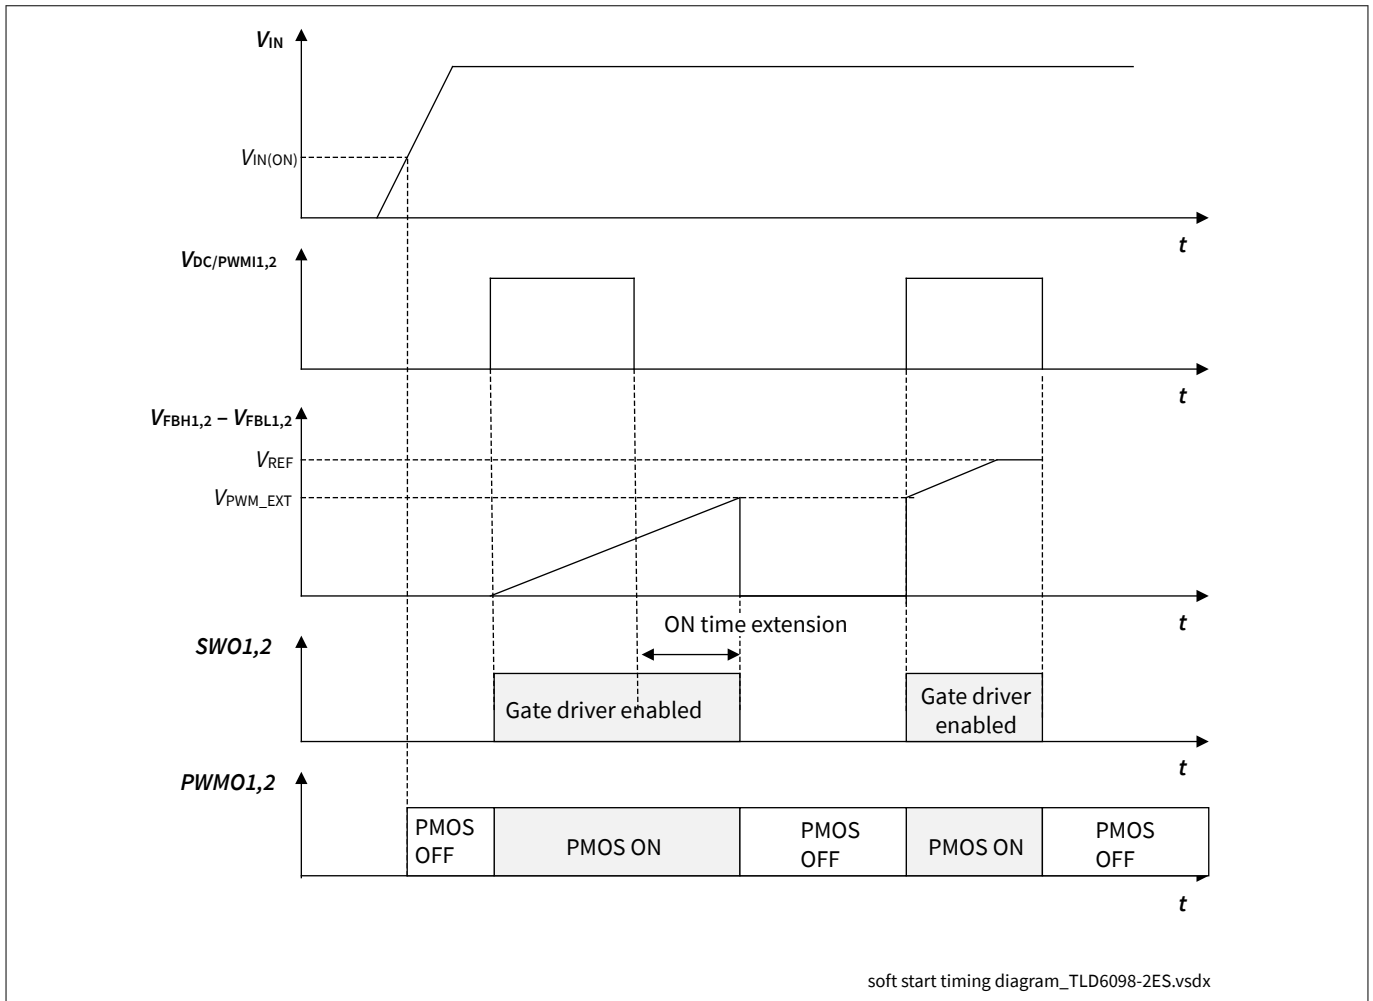 VIN
VIN(ON)
t
VDC/PWMI1,2
t
VFBH1,2 – VFBL1,2
VREF
VPWM_EXT
t
ON time extension
SWO1,2
Gate driver enabled
Gate driver
enabled
t
PWMO1,2
PMOS
OFF
PMOS ON
PMOS
OFF
PMOS ON
PMOS
OFF
t
soft start timing diagram_TLD6098-2ES.vsdx